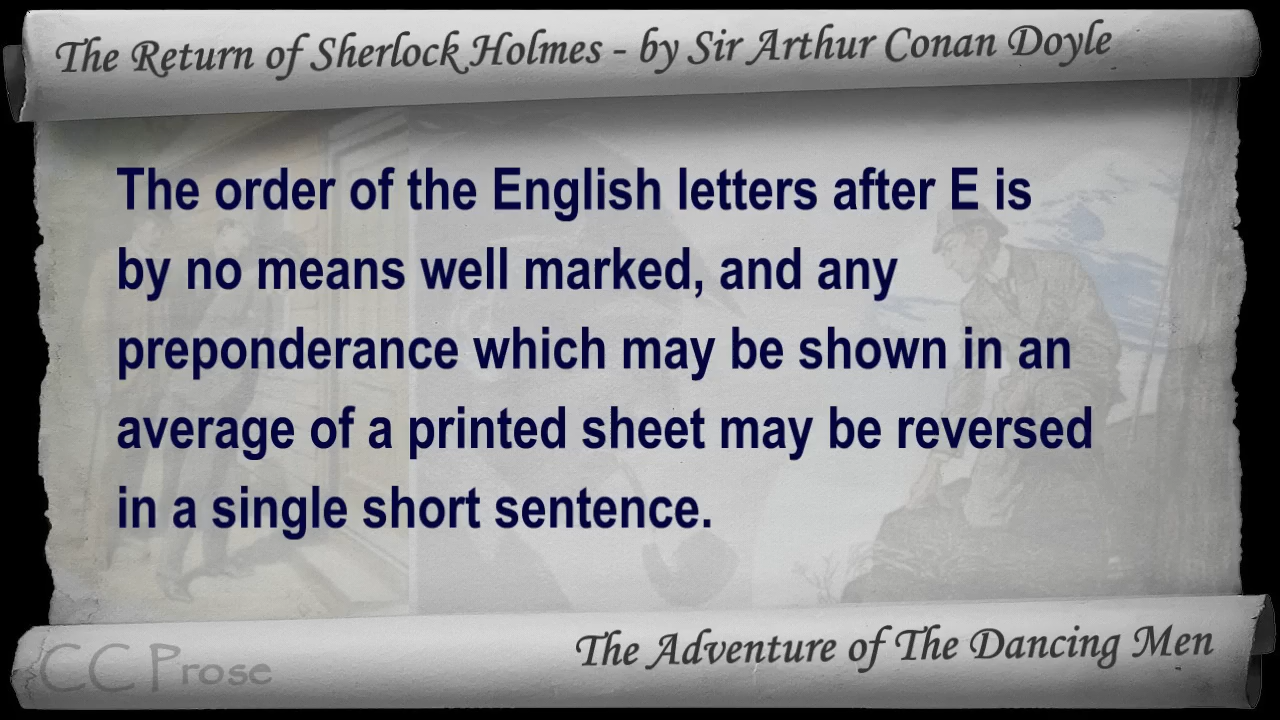 The Return of Sherlock Holmes - by Sir Arthur Conan Doyle
The order of the English letters after E is
by no means well marked, and any
preponderance which may be shown in an
average of a printed sheet may be reversed
in a single short sentence.
The Adventure of The Dancing Men
CC Prose